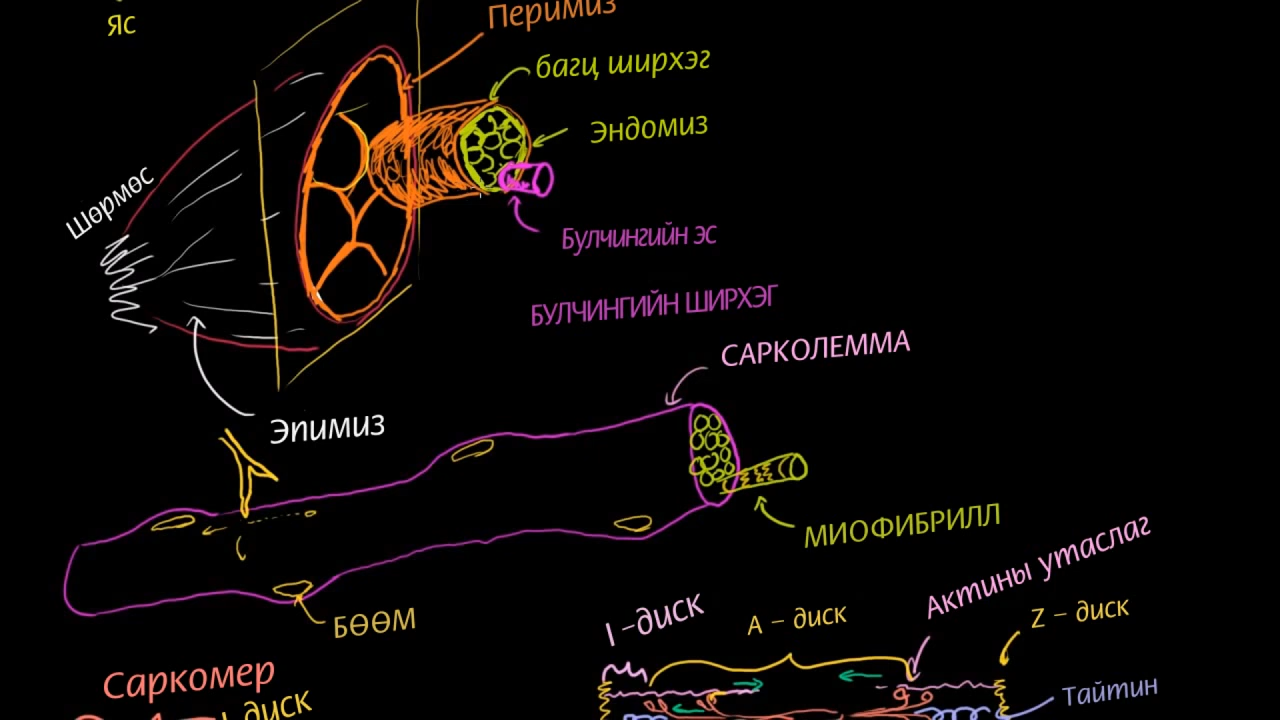 Яс
Перимиз
багц ширхэг
Эндомиз
Шөрмөс
Булчингийн эс
БУЛЧИНГИЙН ШИРХЭГ
САРКОЛЕММА
Эпимиз
МИОФИБРИЛЛ
БӨӨМ
I -диск
А - диск
Актины утаслаг
Z - диск
Саркомер
диск
Тайтин